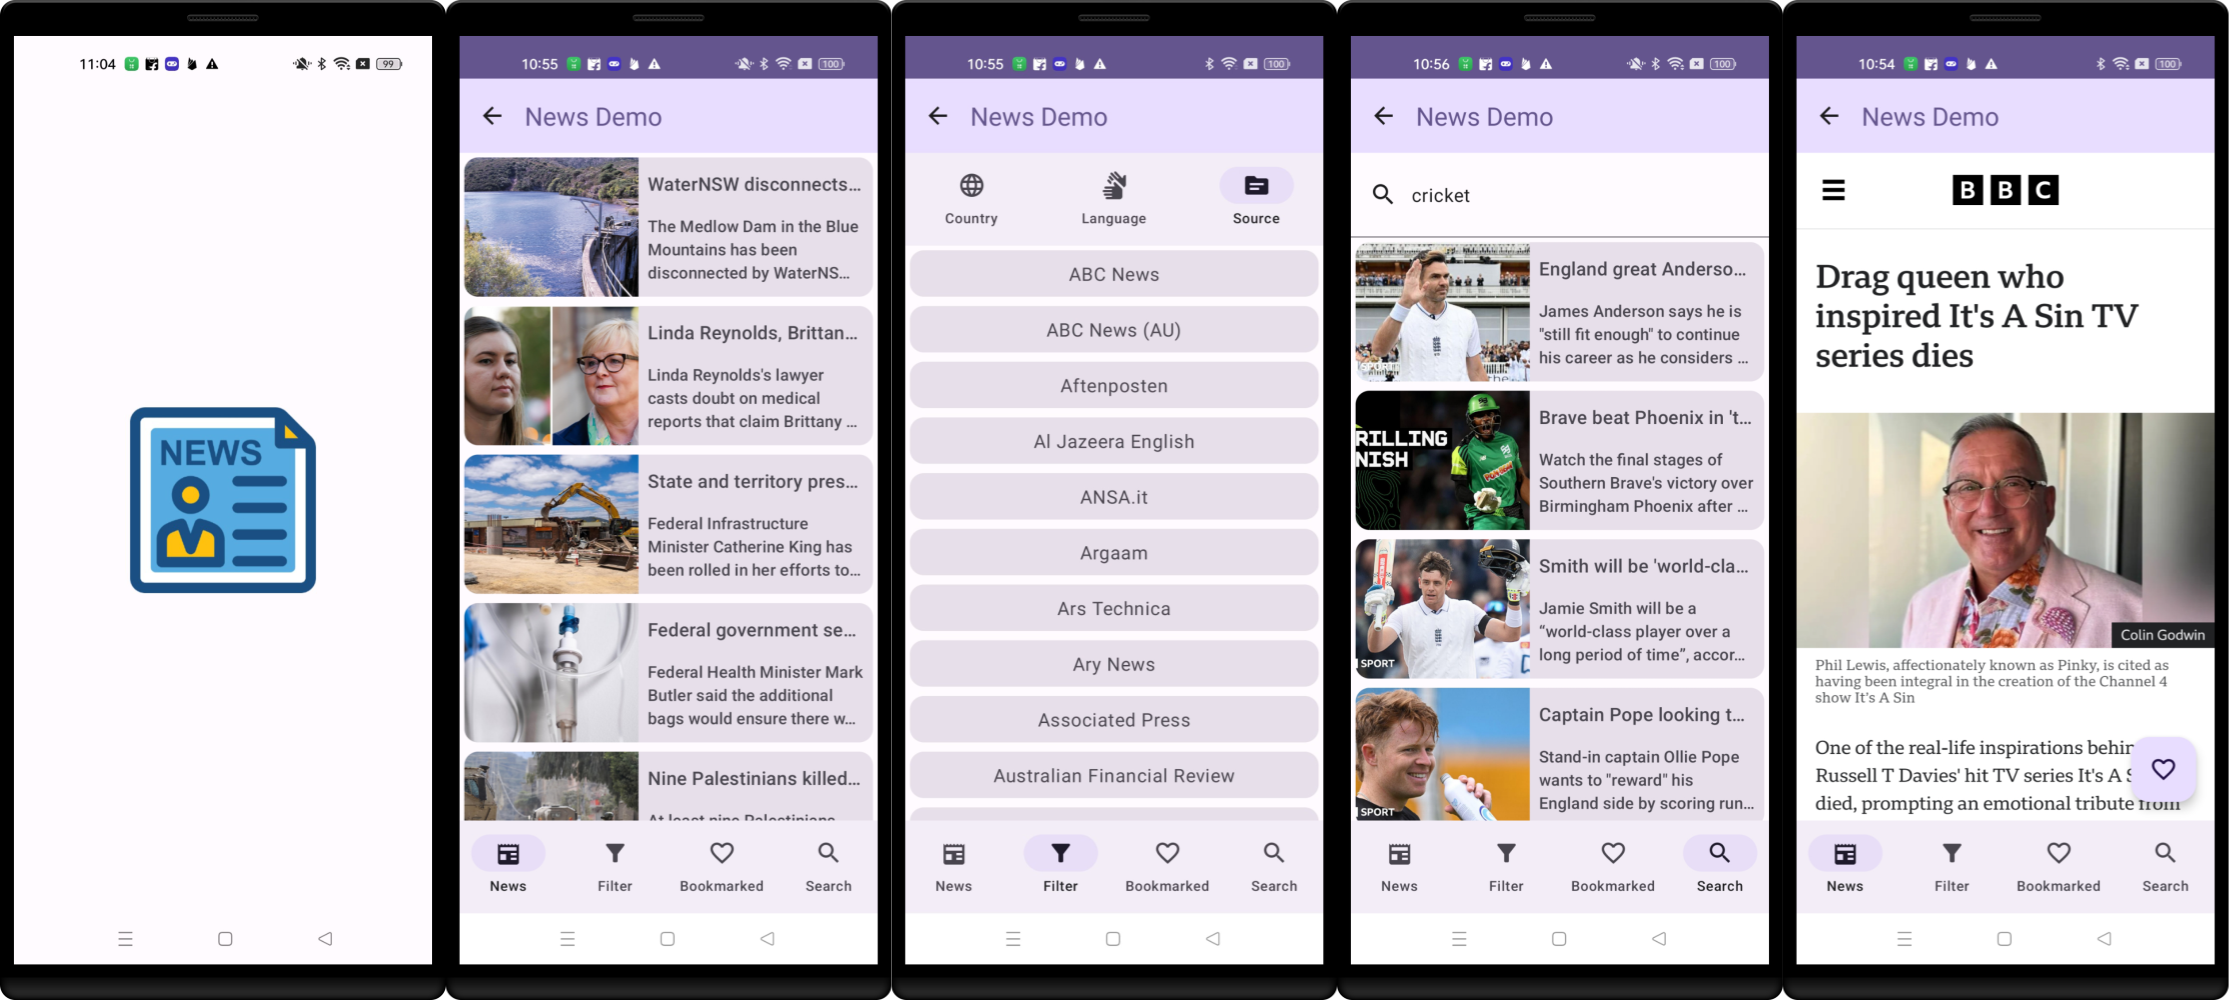 11:04
99
NEWS
10:55
100
News Demo
WaterNSW disconnects...
The Medlow Dam in the Blue
Mountains has been
disconnected by WaterNS...
Linda Reynolds, Brittan...
Linda Reynolds's lawyer
casts doubt on medical
reports that claim Brittany ...
State and territory pres...
Federal Infrastructure
Minister Catherine King has
been rolled in her efforts to...
Federal government se...
Federal Health Minister Mark
Butler said the additional
bags would ensure there w...
Nine Palestinians killed...
At least nine Palestinians
News
Filter
Bookmarked
Search
10:55
100
News Demo
Country
Language
Source
ABC News
ABC News (AU)
Aftenposten
Al Jazeera English
ANSA.it
Argaam
Ars Technica
Ary News
Associated Press
Australian Financial Review
News
Filter
Bookmarked
Search
10:56
100
News Demo
cricket
England great Anderso...
James Anderson says he is
"still fit enough" to continue
his career as he considers ...
SPORT
the
Brave beat Phoenix in 't...
RILLING
NISH
Watch the final stages of
Southern Brave's victory over
Birmingham Phoenix after ...
Smith will be 'world-cla...
Jamie Smith will be a
“world-class player over a
long period of time”, accor...
SPORT
Captain Pope looking t...
Stand-in captain Ollie Pope
wants to "reward" his
England side by scoring run...
SPORT
News
Filter
Bookmarked
Search
10:54
100
News Demo
BBC
Drag queen who
inspired It's A Sin TV
series dies
Colin Godwin
Phil Lewis, affectionately known as Pinky, is cited as
having been integral in the creation of the Channel 4
show It's A Sin
One of the real-life inspirations behin
Russell T Davies' hit TV series It's A S
died, prompting an emotional tribute from
News
Filter
Bookmarked
Search